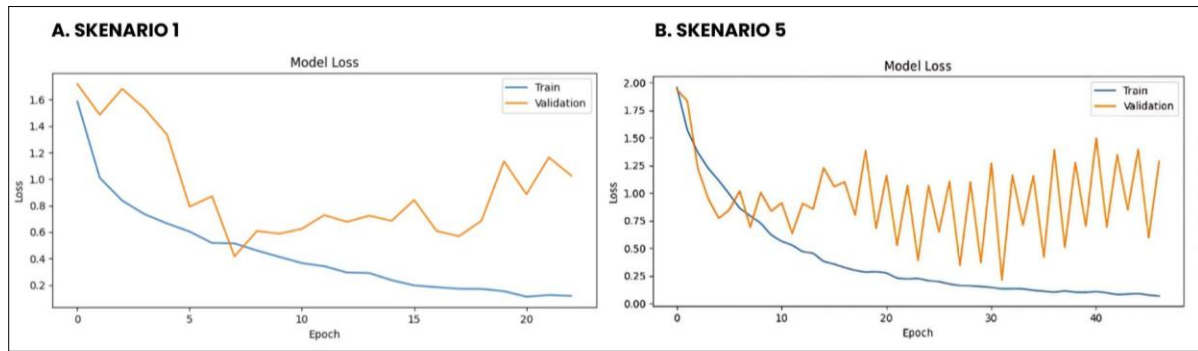 A. SKENARIO 1
Model Loss
Train
Validation
Loss
1.6
1.4
1.2
1.0
0.8
0.6
0.4
0.2
0 5 10 15 20
Epoch
B. SKENARIO 5
Model Loss
Train
Validation
Loss
2.00
1.75
1.50
1.25
1.00
0.75
0.50
0.25
0.00
0 10 20 30 40
Epoch